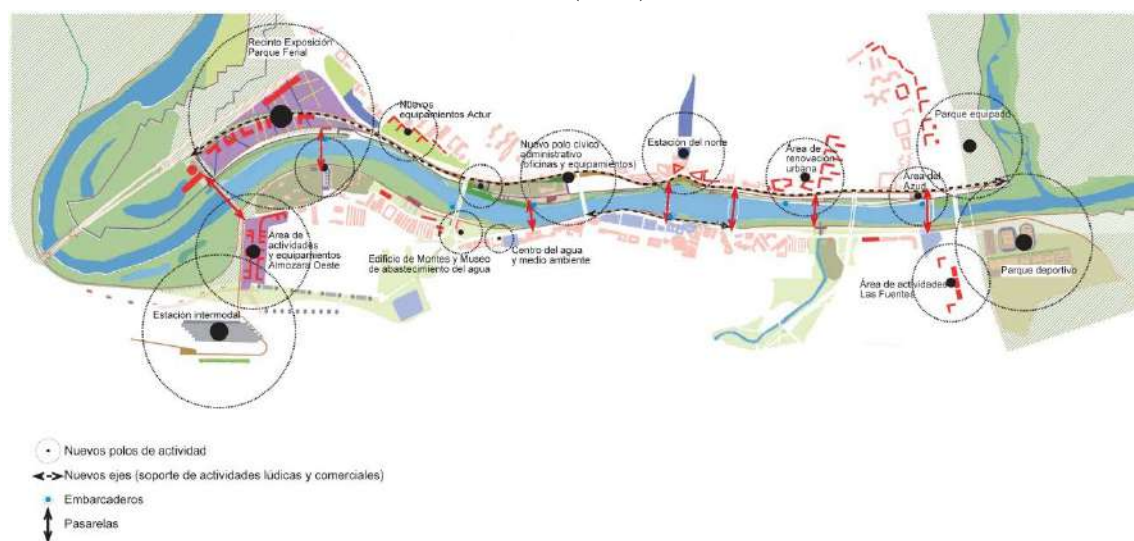 Recinto Exposición
Parque Ferial
Nuevos
equipamientos Actur
Nuevo polo cívico
administrativo
(oficinas y equipamientos)
Estación del norte
Área de
renovación
urbana
Parque equipado
Área del
Azud
Área de
actividades
y equipamientos
Almozara Oeste
Edificio de Montes y Museo
de abastecimiento del agua
Centro del agua
y medio ambiente
Área de actividades
Las Fuentes
Parque deportivo
Estación intermodal
Nuevos polos de actividad
Nuevos ejes (soporte de actividades lúdicas y comerciales)
Embarcaderos
Pasarelas